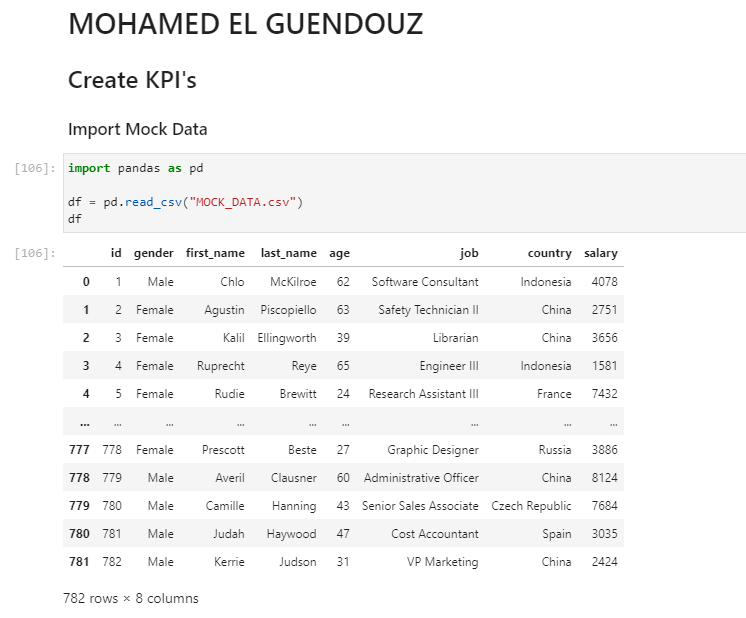 MOHAMED EL GUENDOUZ
Create KPI's
Import Mock Data
[106]: import pandas as pd
df = pd.read_csv("MOCK_DATA.csv")
df
[106]: id gender first_name last_name age job country salary
0 1 Male Chlo McKilroe 62 Software Consultant Indonesia 4078
1 2 Female Agustin Piscopiello 63 Safety Technician II China 2751
2 3 Female Kalil Ellingworth 39 Librarian China 3656
3 4 Female Ruprecht Reye 65 Engineer III Indonesia 1581
4 5 Female Rudie Brewitt 24 Research Assistant III France 7432
... ... ... ... ... ... ... ... ...
777 778 Female Prescott Beste 27 Graphic Designer Russia 3886
778 779 Male Averil Clausner 60 Administrative Officer China 8124
779 780 Male Camille Hanning 43 Senior Sales Associate Czech Republic 7684
780 781 Male Judah Haywood 47 Cost Accountant Spain 3035
781 782 Male Kerrie Judson 31 VP Marketing China 2424
782 rows × 8 columns